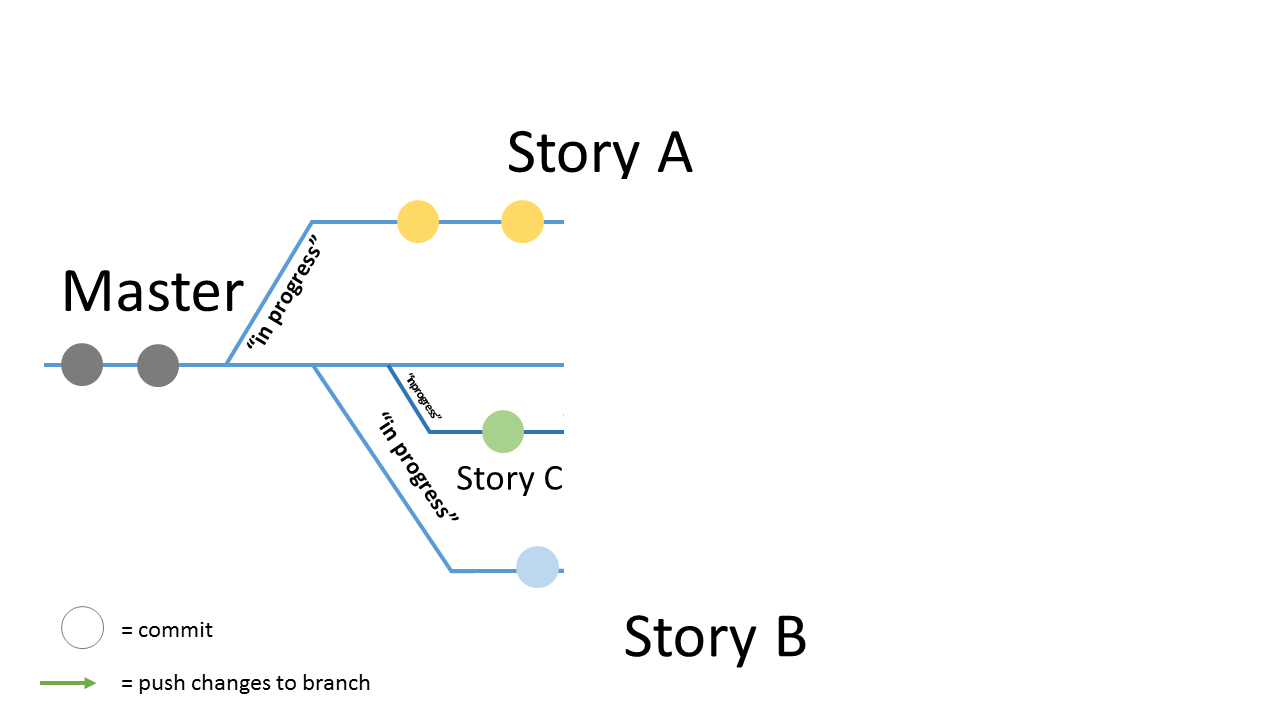 Story A
Master
“in progress”
“in progress”
“in progress”
Story C
Story B
= commit
= push changes to branch